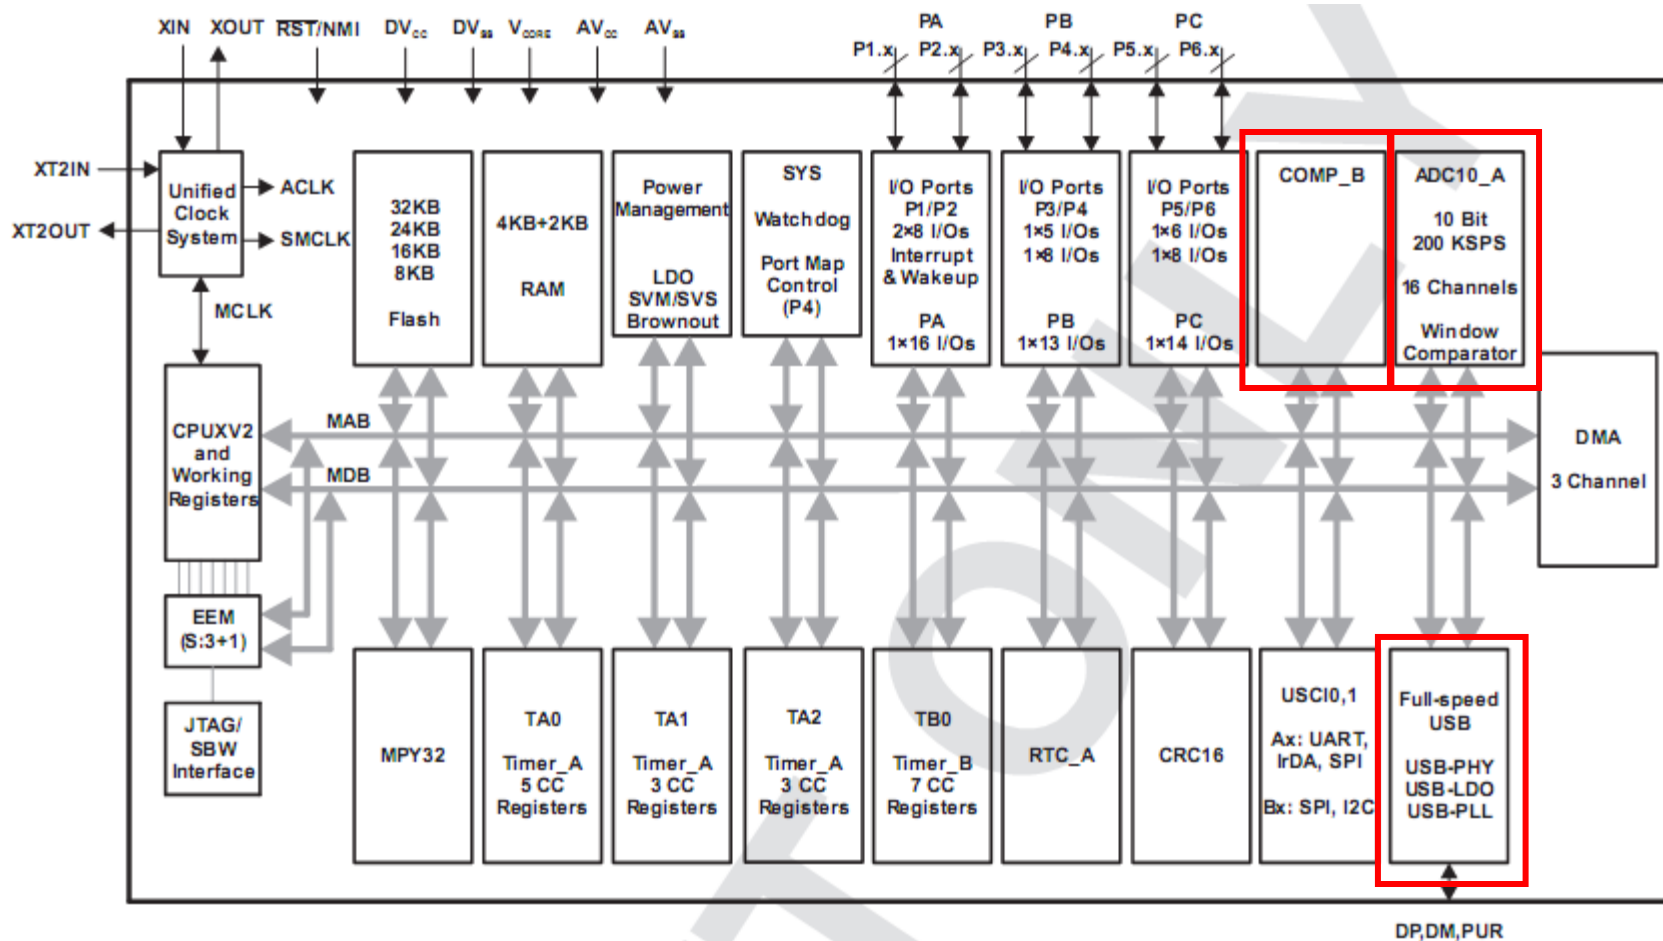 XIN XOUT RST/NMI DVCC DVSS VCORE AVCC AVSS
PA PB PC
P1.x P2.x P3.x P4.x P5.x P6.x
XT2IN
XT2OUT
Unified
Clock
System
ACLK
SMCLK
MCLK
32KB
24KB
16KB
8KB
Flash
4KB+2KB
RAM
Power
Management
LDO
SVM/SVS
Brownout
SYS
Watchdog
Port Map
Control
(P4)
I/O Ports
P1/P2
2×8 I/Os
Interrupt
& Wakeup
PA
1×16 I/Os
I/O Ports
P3/P4
1×5 I/Os
1×8 I/Os
PB
1×13 I/Os
I/O Ports
P5/P6
1×6 I/Os
1×8 I/Os
PC
1×14 I/Os
COMP_B
ADC10_A
10 Bit
200 KSPS
16 Channels
Window
Comparator
CPUXV2
and
Working
Registers
MAB
MDB
DMA
3 Channel
EEM
(S:3+1)
JTAG/
SBW
Interface
MPY32
TA0
Timer_A
5 CC
Registers
TA1
Timer_A
3 CC
Registers
TA2
Timer_A
3 CC
Registers
TB0
Timer_B
7 CC
Registers
RTC_A
CRC16
USCI0,1
Ax: UART,
IrDA, SPI
Bx: SPI, I2C
Full-speed
USB
USB-PHY
USB-LDO
USB-PLL
DP,DM,PUR
T ONLY